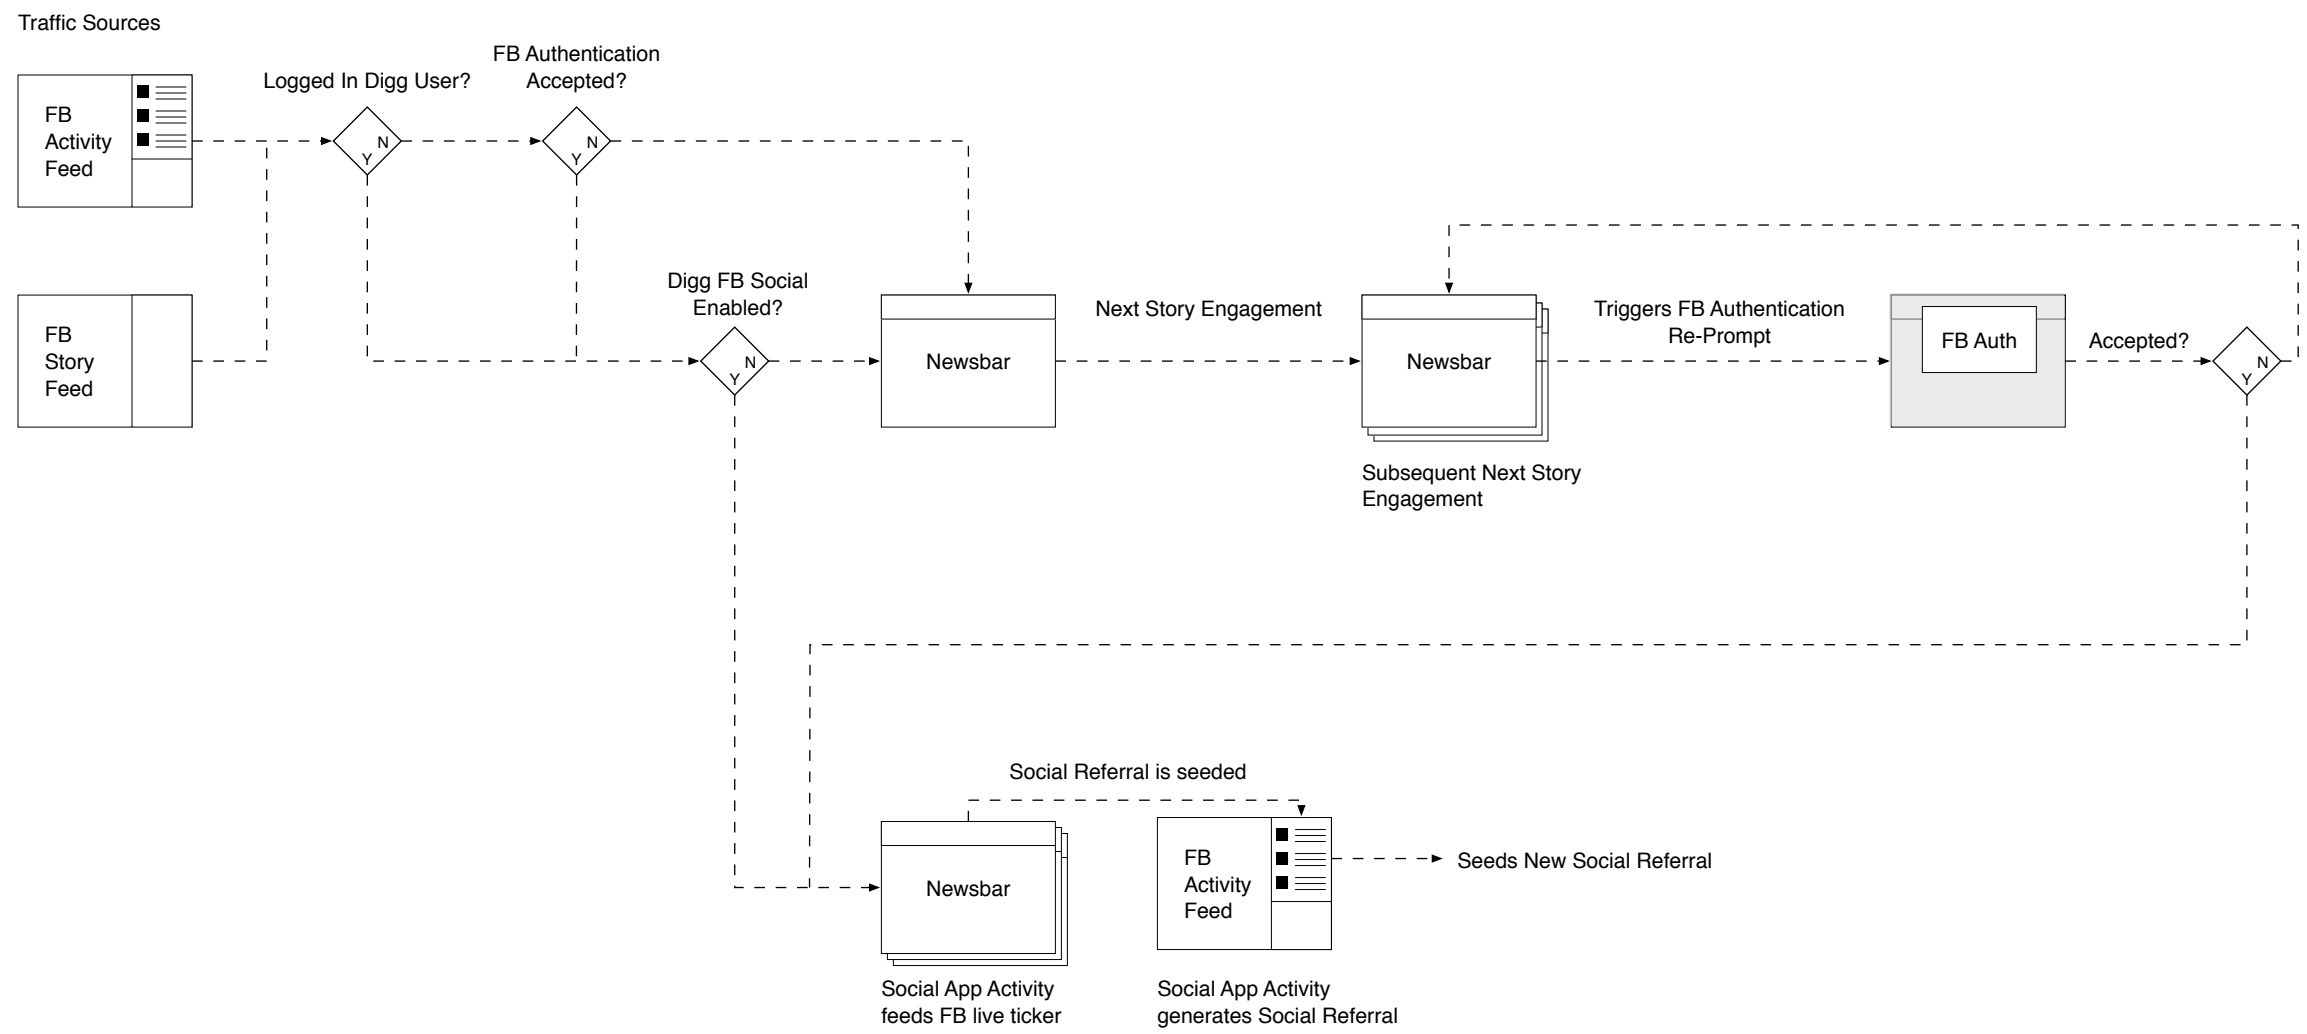 Traffic Sources
FB Authentication
Accepted?
Logged In Digg User?
FB
Activity
Feed
N
Y
N
Y
Digg FB Social
Enabled?
FB
Story
Feed
N
Y
Newsbar
Next Story Engagement
Newsbar
Subsequent Next Story
Engagement
Triggers FB Authentication
Re-Prompt
FB Auth
Accepted?
N
Y
Social Referral is seeded
Newsbar
Social App Activity
feeds FB live ticker
FB
Activity
Feed
Social App Activity
generates Social Referral
Seeds New Social Referral